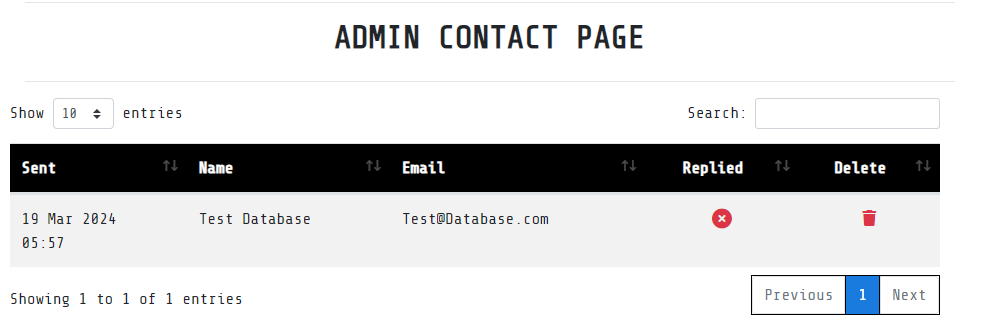 ADMIN CONTACT PAGE
Show 10 entries Search:
Sent Name Email Replied Delete
19 Mar 2024 Test Database Test@Database.com
05:57
Showing 1 to 1 of 1 entries Previous 1 Next